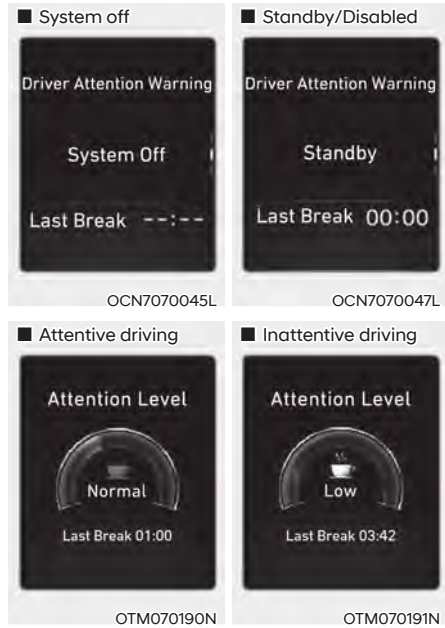 ■ System off
Driver Attention Warning
System Off
Last Break --:--
OCN7070045L
■ Standby/Disabled
Driver Attention Warning
Standby
Last Break 00:00
OCN7070047L
■ Attentive driving
Attention Level
Normal
Last Break 01:00
OTM070190N
■ Inattentive driving
Attention Level
Low
Last Break 03:42
OTM070191N